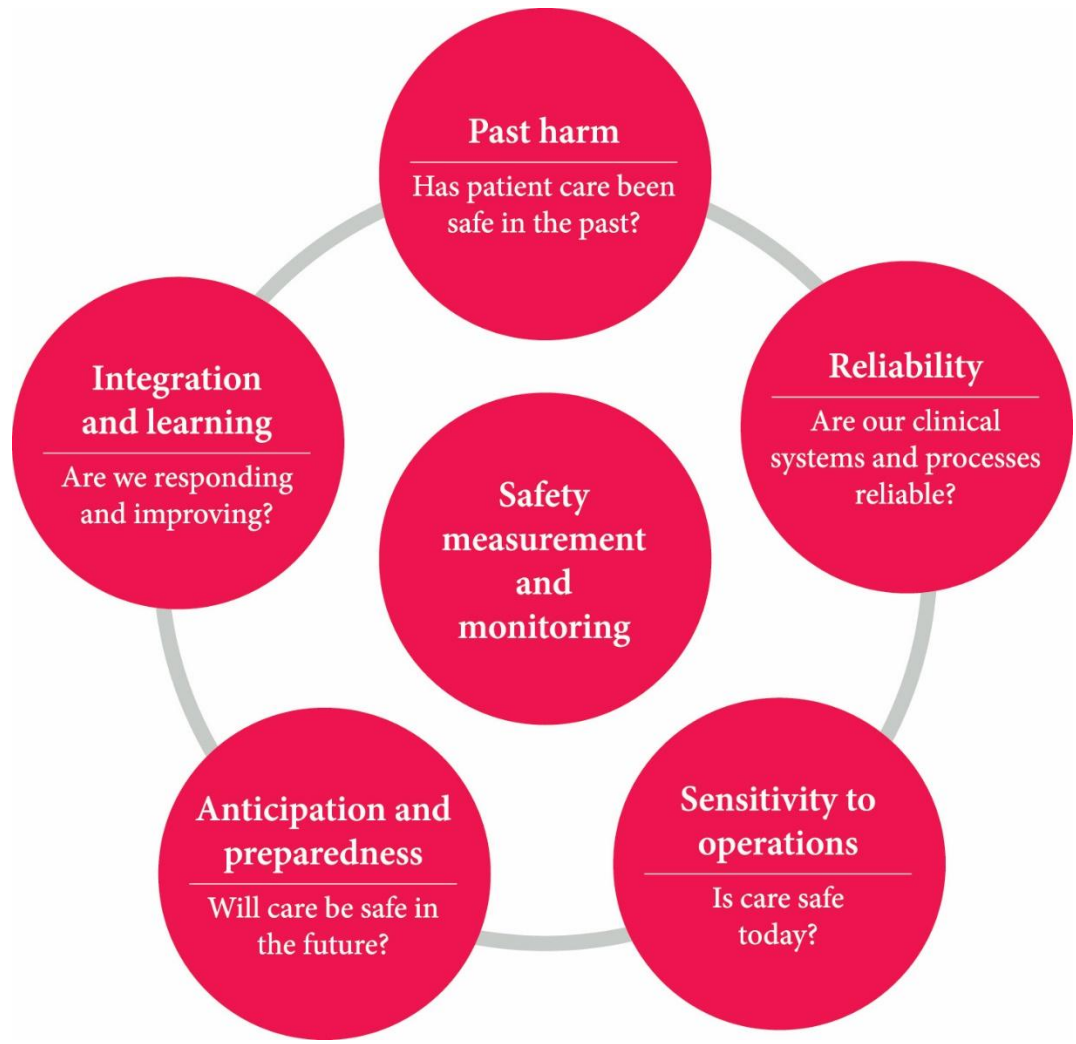 Past harm
Has patient care been
safe in the past?
Reliability
Are our clinical
systems and processes
reliable?
Sensitivity to
operations
Is care safe
today?
Anticipation and
preparedness
Will care be safe in
the future?
Integration
and learning
Are we responding
and improving?
Safety
measurement
and
monitoring